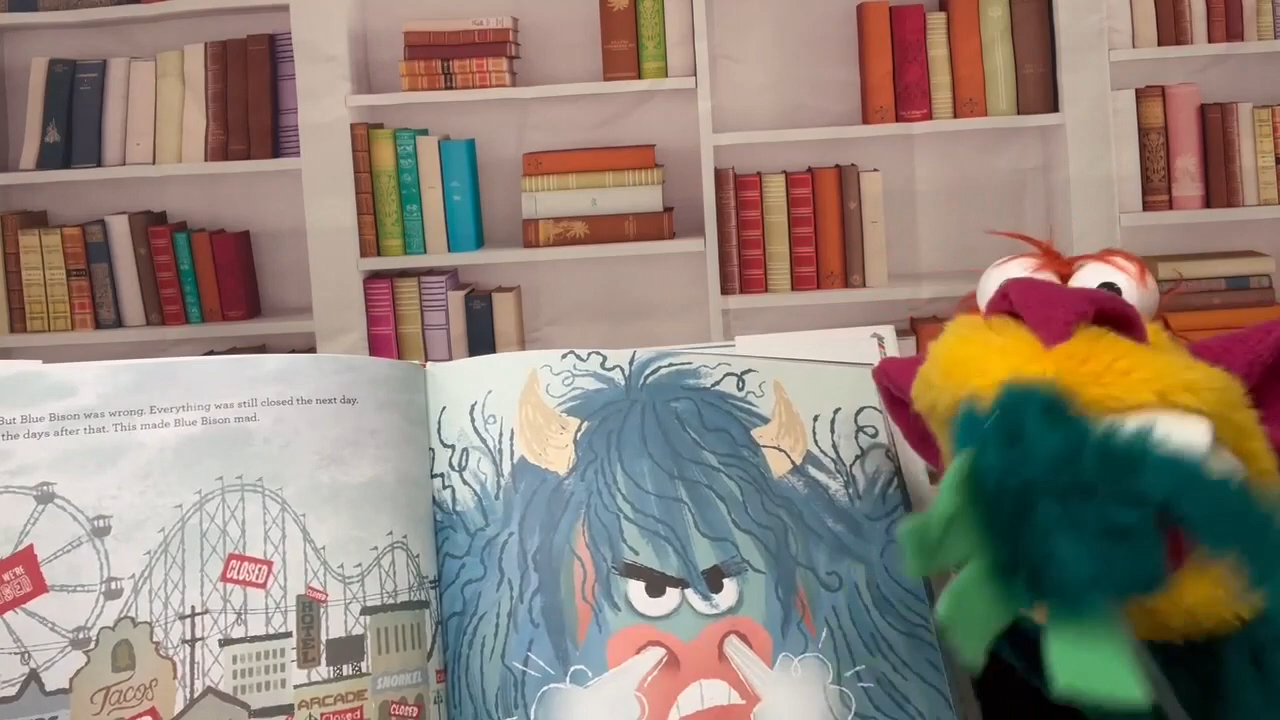 But Blue Bison was wrong. Everything was still closed the next day.
the days after that. This made Blue Bison mad.
WE'RE
CLOSED
CLOSED
HOTEL
Tacos
SNORKEL
ARCADE
Closed
CLOSED